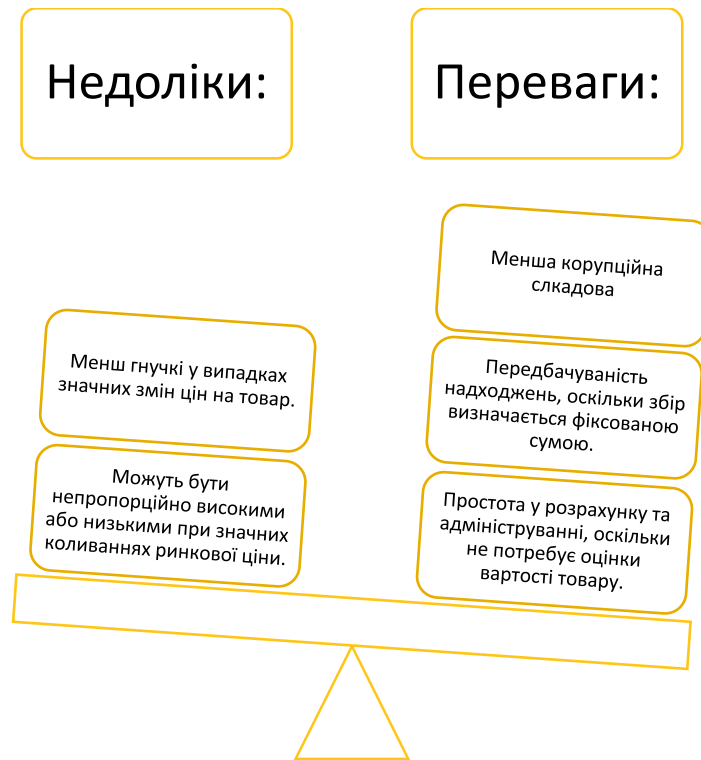 Недоліки:
Переваги:
Менш гнучкі у випадках
значних змін цін на товар.
Можуть бути
непропорційно високими
або низькими при значних
коливаннях ринкової ціни.
Менша корупційна
слкадова
Передбачуваність
надходжень, оскільки збір
визначається фіксованою
сумою.
Простота у розрахунку та
адмініструванні, оскільки
не потребує оцінки
вартості товару.